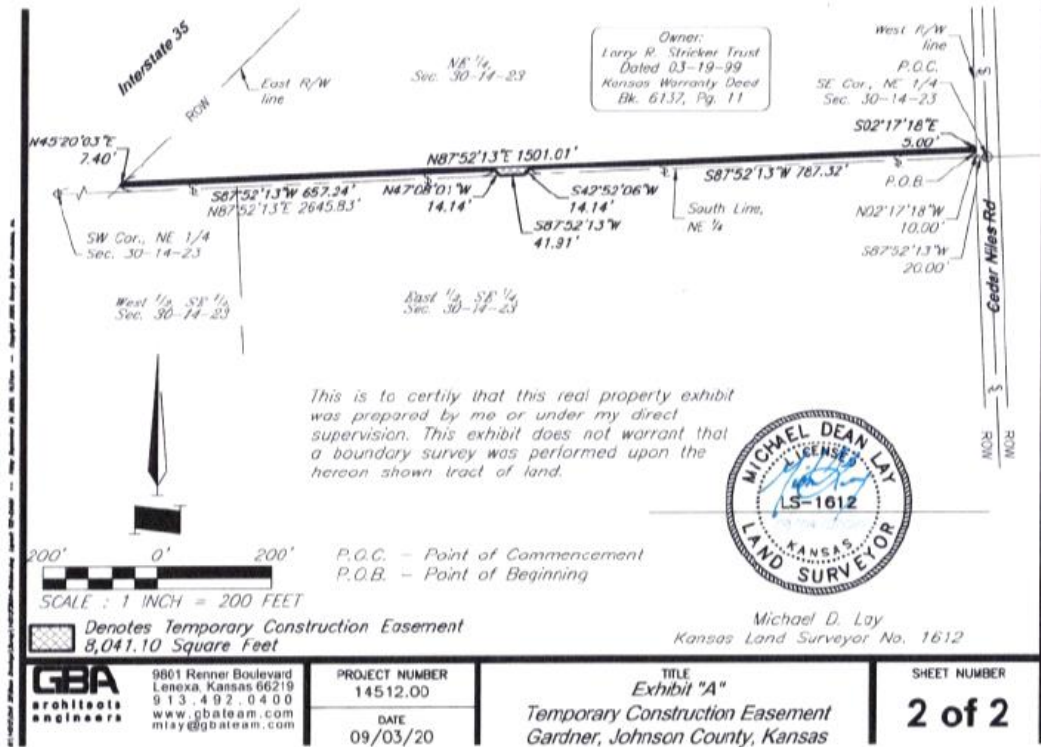 Interstate 35
ROW
East R/W
line
NE ¼
Sec. 30-14-23
Owner:
Larry R. Stricker Trust
Dated 03-19-99
Kansas Warranty Deed
Bk. 6137, Pg. 11
West R/W
line
P.O.C.
SE Cor., NE 1/4
Sec. 30-14-23
S02°17'18"E
5.00'
N45°20'03"E
7.40'
N87°52'13"E 1501.01'
S87°52'13"W 657.24'
N87°52'13"E 2645.83'
N47°08'01"W
14.14'
S42°52'06"W
14.14'
S87°52'13"W
41.91'
S87°52'13"W 787.32'
South Line,
NE ¼
P.O.B.
N02°17'18"W
10.00'
S87°52'13"W
20.00'
Ceder Niles Rd
SW Cor., NE 1/4
Sec. 30-14-23
West ½, SE ¼
Sec. 30-14-23
East ½, SE ¼
Sec. 30-14-23
ROW
ROW
This is to certify that this real property exhibit
was prepared by me or under my direct
supervision. This exhibit does not warrant that
a boundary survey was performed upon the
hereon shown tract of land.
MICHAEL DEAN LAY
LICENSED
LS-1612
KANSAS
LAND SURVEYOR
200' 0' 200'
SCALE : 1 INCH = 200 FEET
P.O.C. - Point of Commencement
P.O.B. - Point of Beginning
Denotes Temporary Construction Easement
8,041.10 Square Feet
Michael D. Lay
Kansas Land Surveyor No. 1612
GBA
architects
engineers
9801 Renner Boulevard
Lenexa, Kansas 66219
913.492.0400
www.gbateam.com
mlay@gbateam.com
PROJECT NUMBER
14512.00
DATE
09/03/20
TITLE
Exhibit "A"
Temporary Construction Easement
Gardner, Johnson County, Kansas
SHEET NUMBER
2 of 2